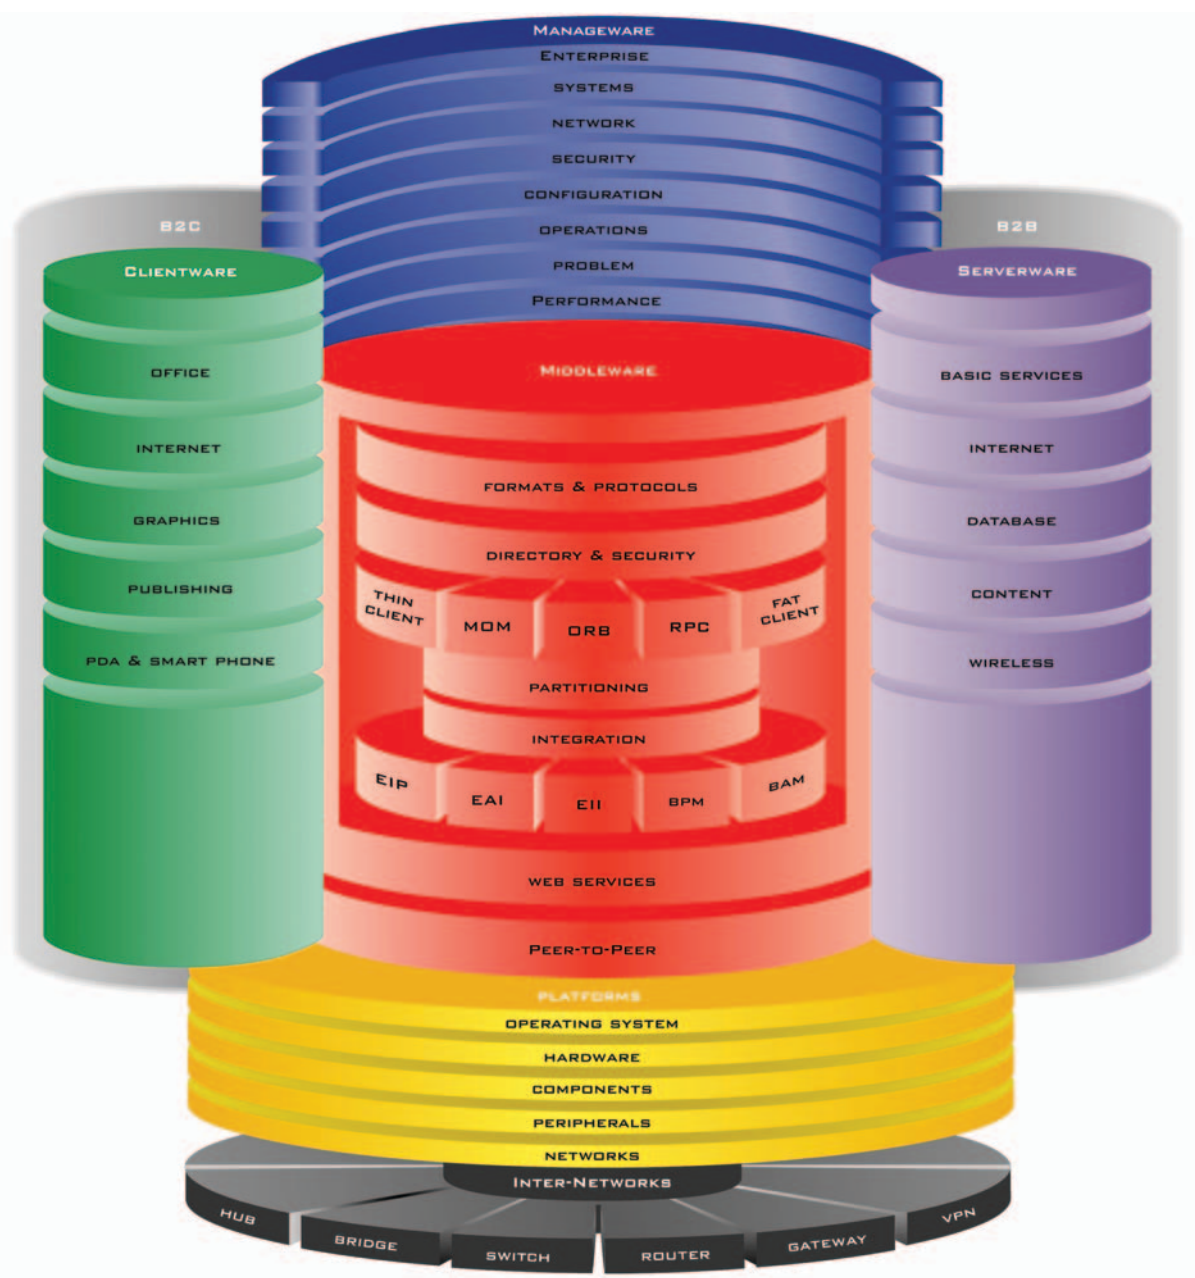 MANAGEWARE
ENTERPRISE
SYSTEMS
NETWORK
SECURITY
CONFIGURATION
OPERATIONS
PROBLEM
PERFORMANCE
B2C
CLIENTWARE
OFFICE
INTERNET
GRAPHICS
PUBLISHING
PDA & SMART PHONE
MIDDLEWARE
FORMATS & PROTOCOLS
DIRECTORY & SECURITY
THIN
CLIENT
MOM
ORB
RPC
FAT
CLIENT
PARTITIONING
INTEGRATION
EIP
EAI
EII
BPM
BAM
WEB SERVICES
PEER-TO-PEER
B2B
SERVERWARE
BASIC SERVICES
INTERNET
DATABASE
CONTENT
WIRELESS
PLATFORMS
OPERATING SYSTEM
HARDWARE
COMPONENTS
PERIPHERALS
NETWORKS
INTER-NETWORKS
HUB
BRIDGE
SWITCH
ROUTER
GATEWAY
VPN